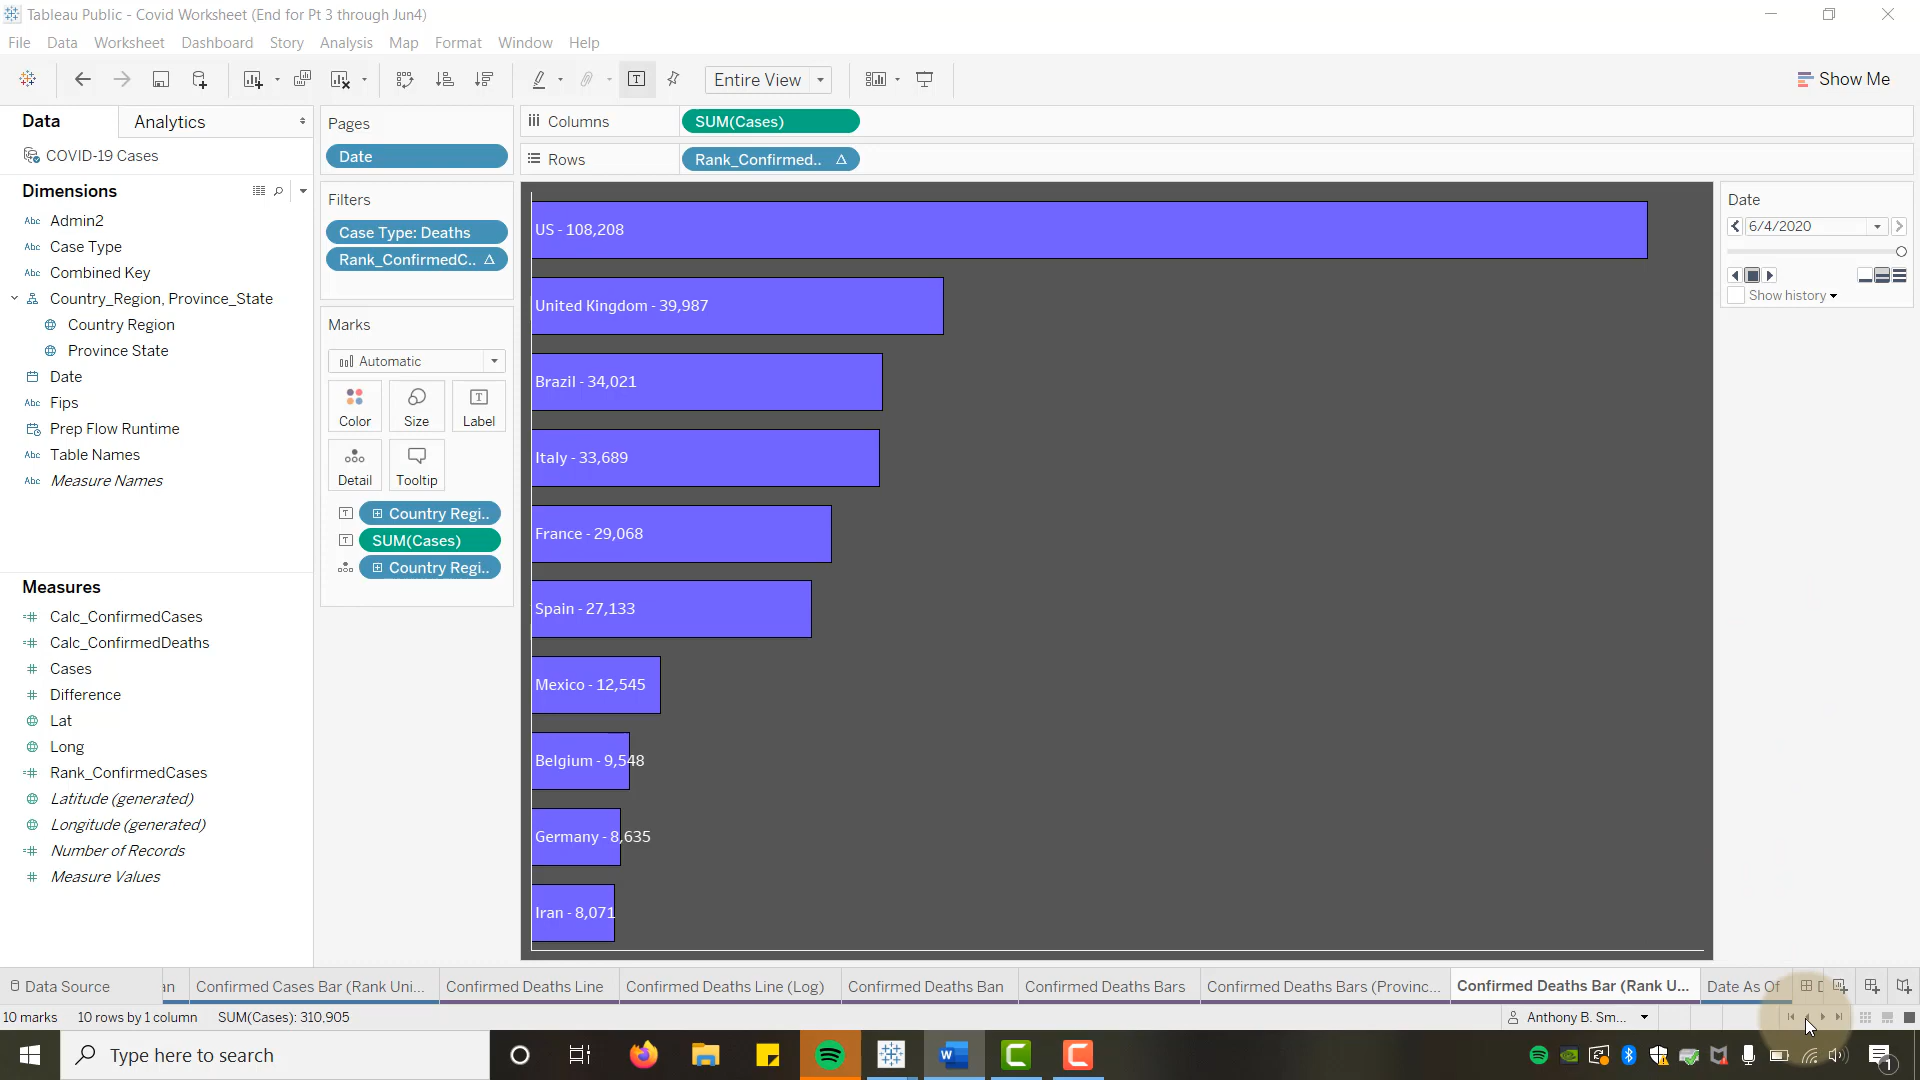 Tableau Public - Covid Worksheet (End for Pt 3 through Jun4)
File Data Worksheet Dashboard Story Analysis Map Format Window Help
Entire View
Show Me
Data
Analytics
COVID-19 Cases
Dimensions
Abc Admin2
Abc Case Type
Abc Combined Key
Country_Region, Province_State
Country Region
Province State
Date
Abc Fips
Prep Flow Runtime
Abc Table Names
Abc Measure Names
Measures
Calc_ConfirmedCases
Calc_ConfirmedDeaths
Cases
Difference
Lat
Long
Rank_ConfirmedCases
Latitude (generated)
Longitude (generated)
Number of Records
Measure Values
Pages
Date
Filters
Case Type: Deaths
Rank_ConfirmedC..
Marks
Automatic
Color
Size
Label
Detail
Tooltip
Country Regi..
SUM(Cases)
Country Regi..
Columns
SUM(Cases)
Rows
Rank_Confirmed..
US - 108,208
United Kingdom - 39,987
Brazil - 34,021
Italy - 33,689
France - 29,068
Spain - 27,133
Mexico - 12,545
Belgium - 9,548
Germany - 8,635
Iran - 8,071
Date
6/4/2020
Show history
Data Source
an
Confirmed Cases Bar (Rank Uni...
Confirmed Deaths Line
Confirmed Deaths Line (Log)
Confirmed Deaths Ban
Confirmed Deaths Bars
Confirmed Deaths Bars (Provinc...
Confirmed Deaths Bar (Rank U...
Date As Of
10 marks
10 rows by 1 column
SUM(Cases): 310,905
Anthony B. Sm...
Type here to search
1